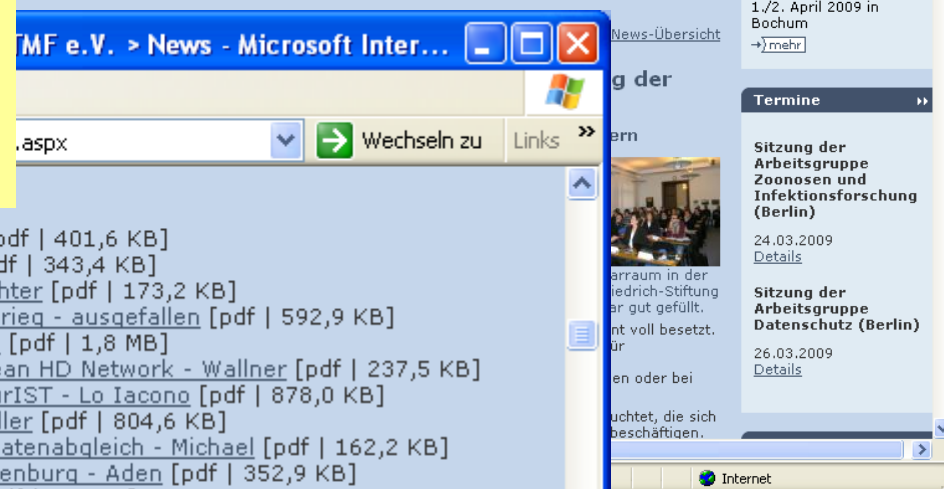 TMF e.V. > News - Microsoft Inter...
.aspx
Wechseln zu
Links »
pdf | 401,6 KB]
df | 343,4 KB]
hter [pdf | 173,2 KB]
rieg - ausgefallen [pdf | 592,9 KB]
[pdf | 1,8 MB]
ean HD Network - Wallner [pdf | 237,5 KB]
urIST - Lo Iacono [pdf | 878,0 KB]
ller [pdf | 804,6 KB]
atenabgleich - Michael [pdf | 162,2 KB]
enburg - Aden [pdf | 352,9 KB]
News-Übersicht
g der
ern
arraum in der
iedrich-Stiftung
ar gut gefüllt.
nt voll besetzt.
ür
en oder bei
uchtet, die sich
beschäftigen.
1./2. April 2009 in
Bochum
mehr
Termine
Sitzung der
Arbeitsgruppe
Zoonosen und
Infektionsforschung
(Berlin)
24.03.2009
Details
Sitzung der
Arbeitsgruppe
Datenschutz (Berlin)
26.03.2009
Details
Internet